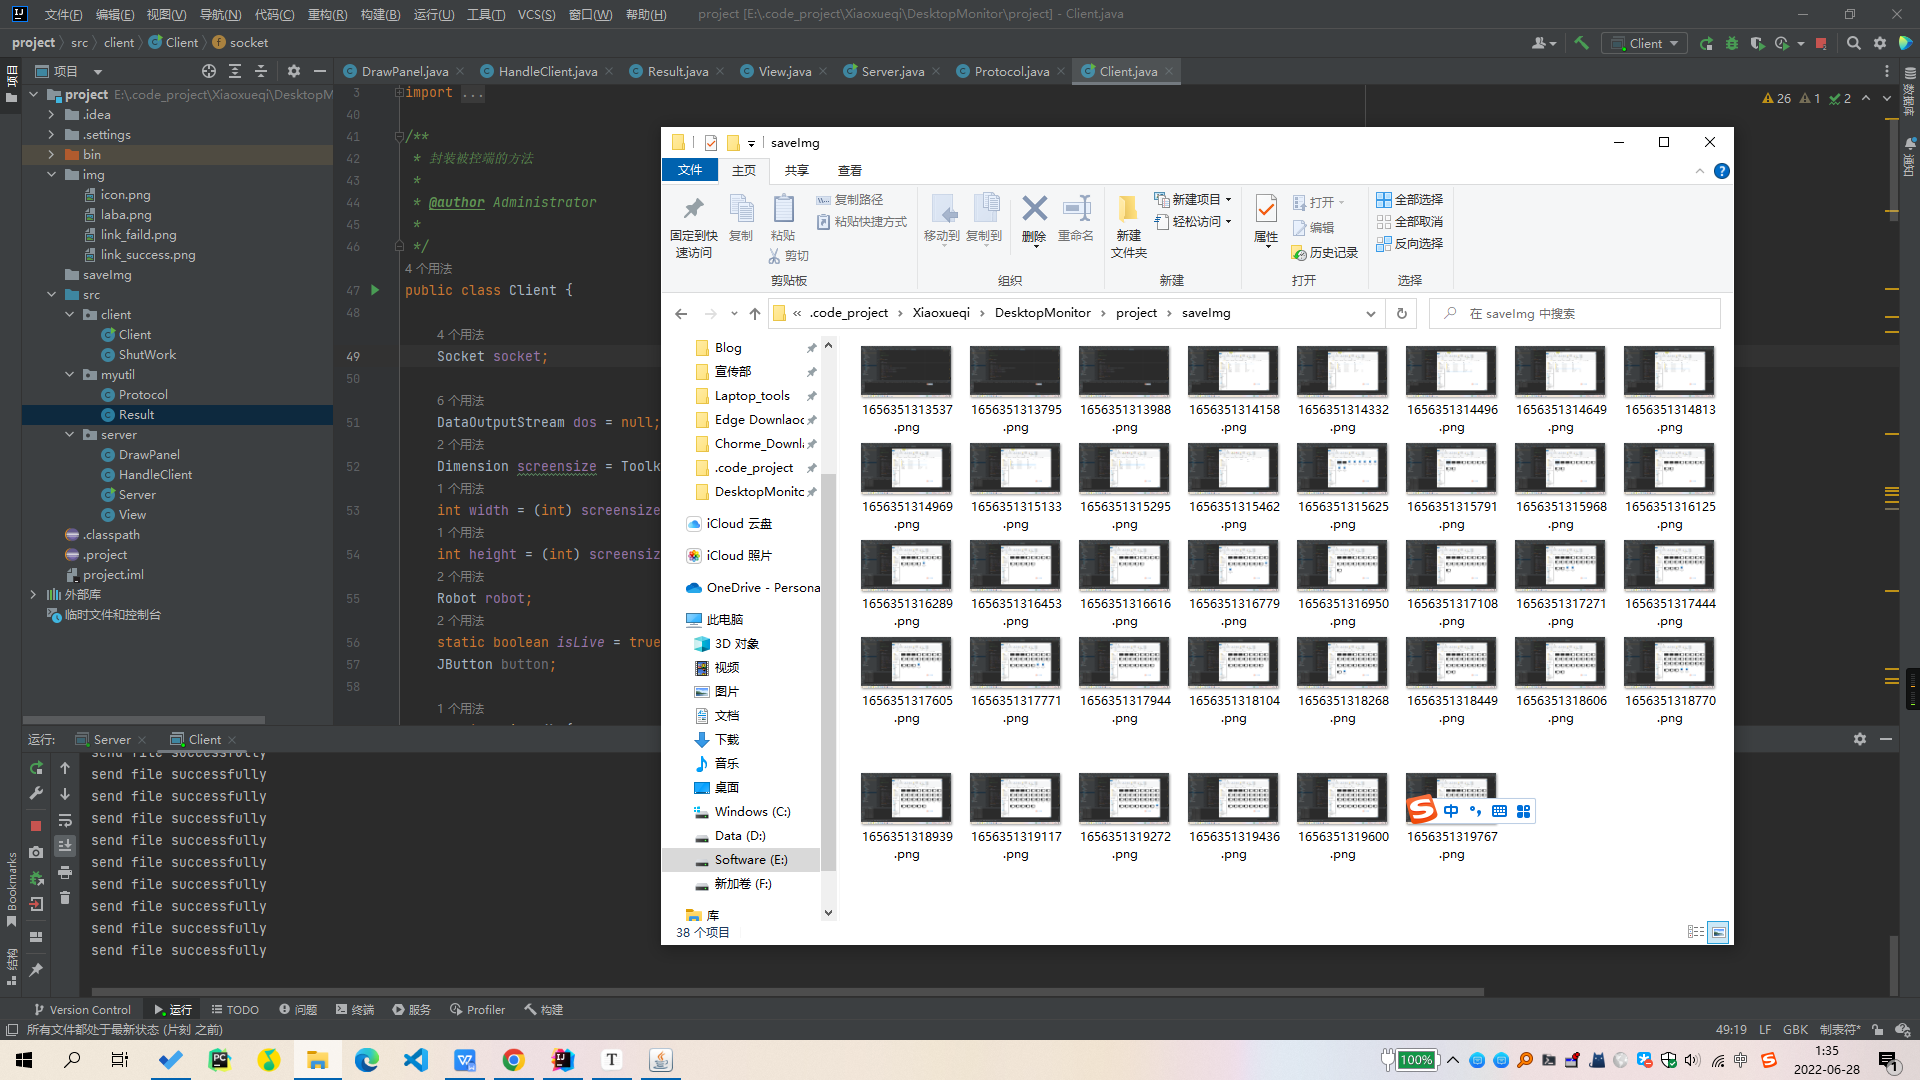 文件(F) 编辑(E) 视图(V) 导航(N) 代码(C) 重构(R) 构建(B) 运行(U) 工具(T) VCS(S) 窗口(W) 帮助(H) project [E:\.code_project\Xiaoxueqi\DesktopMonitor\project] - Client.java
project src client Client socket
Client
项目
DrawPanel.java HandleClient.java Result.java View.java Server.java Protocol.java Client.java
project E:\.code_project\Xiaoxueqi\DesktopM
.idea
.settings
bin
img
icon.png
laba.png
link_faild.png
link_success.png
saveImg
src
client
Client
ShutWork
myutil
Protocol
Result
server
DrawPanel
HandleClient
Server
View
.classpath
.project
project.iml
外部库
临时文件和控制台
26 1 2
3 import ...
40
41 /**
42 * 封装被控端的方法
43 *
44 * @author Administrator
45 *
46 */
4 个用法
47 public class Client {
48
4 个用法
49 Socket socket;
50
6 个用法
51 DataOutputStream dos = null;
2 个用法
52 Dimension screensize = Toolk
1 个用法
53 int width = (int) screensize
1 个用法
54 int height = (int) screensiz
2 个用法
55 Robot robot;
2 个用法
56 static boolean isLive = true
57 JButton button;
58
1 个用法
saveImg
文件 主页 共享 查看
固定到快速访问
复制
粘贴
复制路径
粘贴快捷方式
剪切
剪贴板
移动到 复制到 删除 重命名
组织
新建
文件夹
新建项目
轻松访问
新建
属性
打开
编辑
历史记录
打开
全部选择
全部取消
反向选择
选择
« .code_project › Xiaoxueqi › DesktopMonitor › project › saveImg
在 saveImg 中搜索
Blog
宣传部
Laptop_tools
Edge Downlaoc
Chorme_Downl
.code_project
DesktopMonitc
iCloud 云盘
iCloud 照片
OneDrive - Persona
此电脑
3D 对象
视频
图片
文档
下载
音乐
桌面
Windows (C:)
Data (D:)
Software (E:)
新加卷 (F:)
库
1656351313537.png 1656351313795.png 1656351313988.png 1656351314158.png 1656351314332.png 1656351314496.png 1656351314649.png 1656351314813.png
1656351314969.png 1656351315133.png 1656351315295.png 1656351315462.png 1656351315625.png 1656351315791.png 1656351315968.png 1656351316125.png
1656351316289.png 1656351316453.png 1656351316616.png 1656351316779.png 1656351316950.png 1656351317108.png 1656351317271.png 1656351317444.png
1656351317605.png 1656351317771.png 1656351317944.png 1656351318104.png 1656351318268.png 1656351318449.png 1656351318606.png 1656351318770.png
1656351318939.png 1656351319117.png 1656351319272.png 1656351319436.png 1656351319600.png 1656351319767.png
中
38 个项目
运行: Server Client
send file successfully
send file successfully
send file successfully
send file successfully
send file successfully
send file successfully
send file successfully
send file successfully
send file successfully
send file successfully
项目
Bookmarks
结构
数据库
通知
Version Control 运行 TODO 问题 终端 服务 Profiler 构建
所有文件都处于最新状态 (片刻 之前)
49:19 LF GBK 制表符*
100%
中
1:35
2022-06-28
1